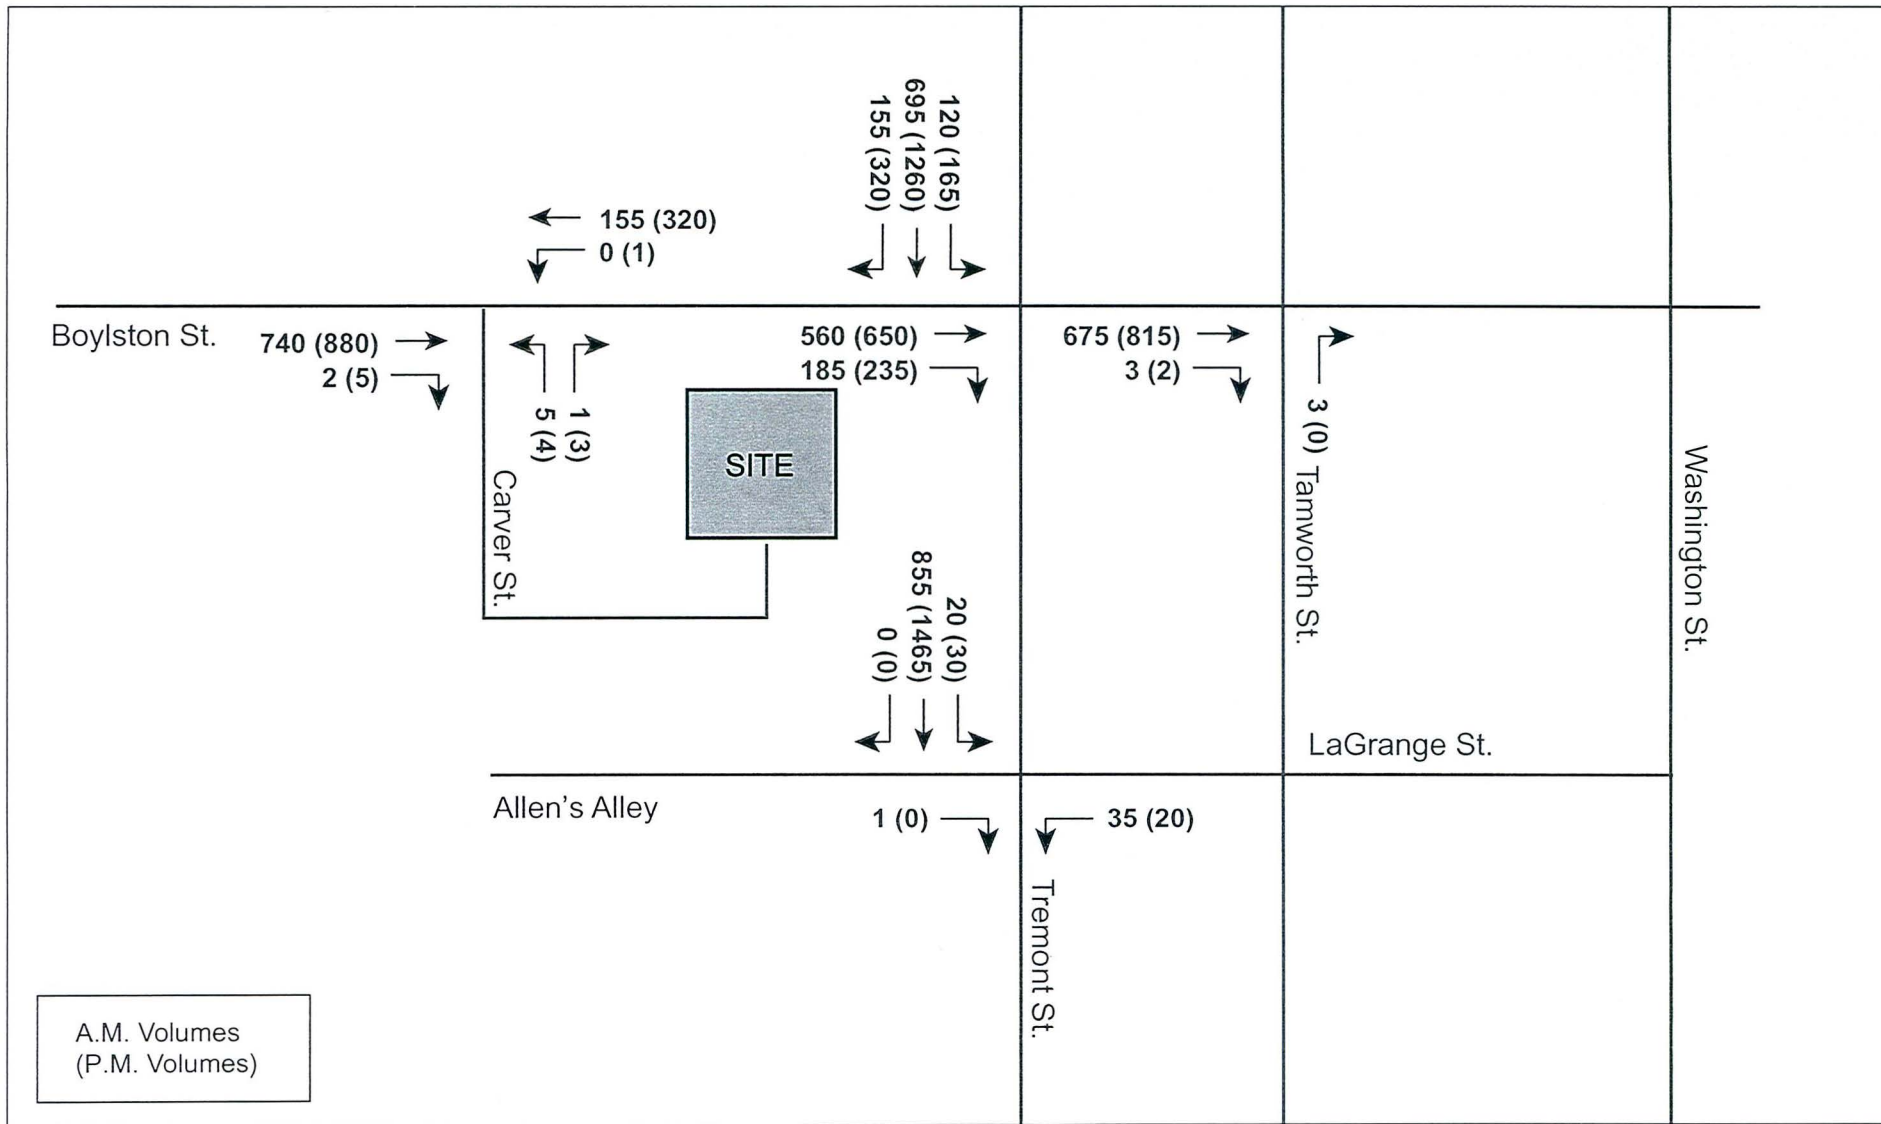 120 (165)
695 (1260)
155 (320)
155 (320)
0 (1)
Boylston St.
740 (880)
2 (5)
560 (650)
185 (235)
675 (815)
3 (2)
1 (3)
5 (4)
3 (0)
SITE
Carver St.
Tamworth St.
Washington St.
20 (30)
855 (1465)
0 (0)
LaGrange St.
Allen's Alley
1 (0)
35 (20)
Tremont St.
A.M. Volumes
(P.M. Volumes)